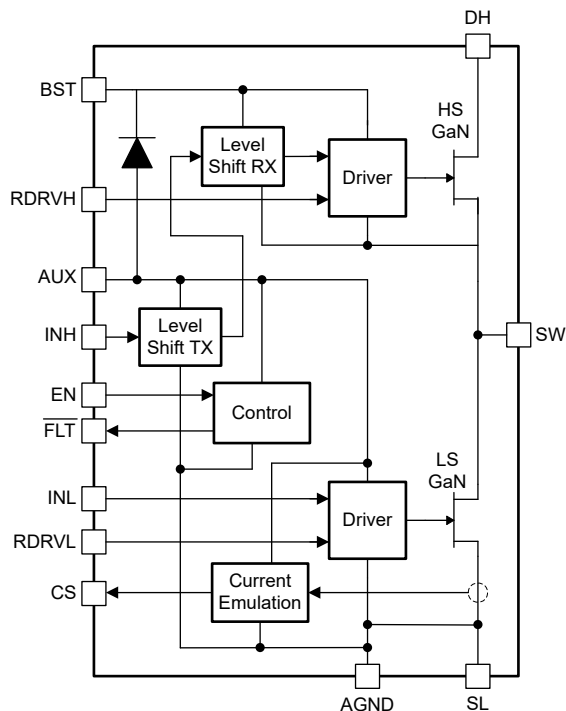 DH
BST
HS
GaN
Level
Shift RX
Driver
RDRVH
AUX
INH
Level
Shift TX
SW
EN
Control
F̅L̅T̅
LS
GaN
INL
Driver
RDRVL
CS
Current
Emulation
AGND
SL